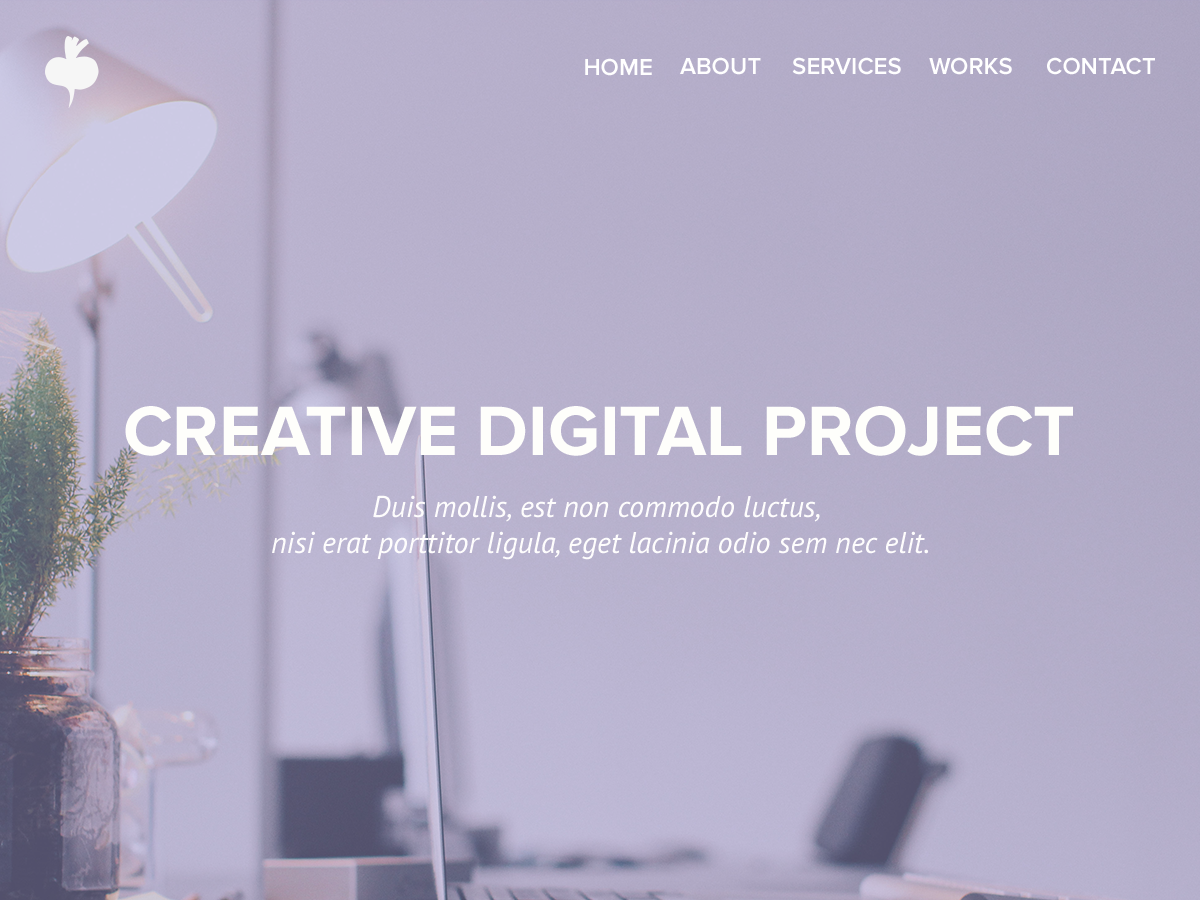 HOME ABOUT SERVICES WORKS CONTACT
CREATIVE DIGITAL PROJECT
Duis mollis, est non commodo luctus,
nisi erat porttitor ligula, eget lacinia odio sem nec elit.